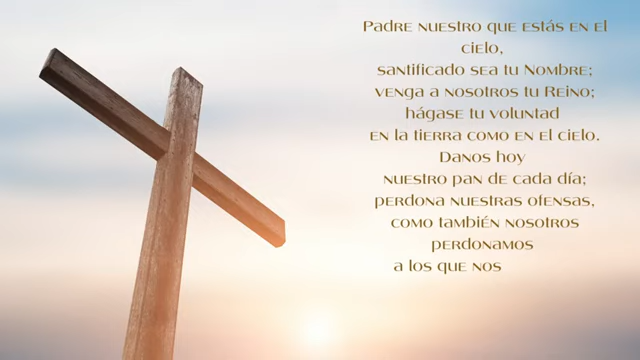 Padre nuestro que estás en el
cielo,
santificado sea tu Nombre;
venga a nosotros tu Reino;
hágase tu voluntad
en la tierra como en el cielo.
Danos hoy
nuestro pan de cada día;
perdona nuestras ofensas,
como también nosotros
perdonamos
a los que nos